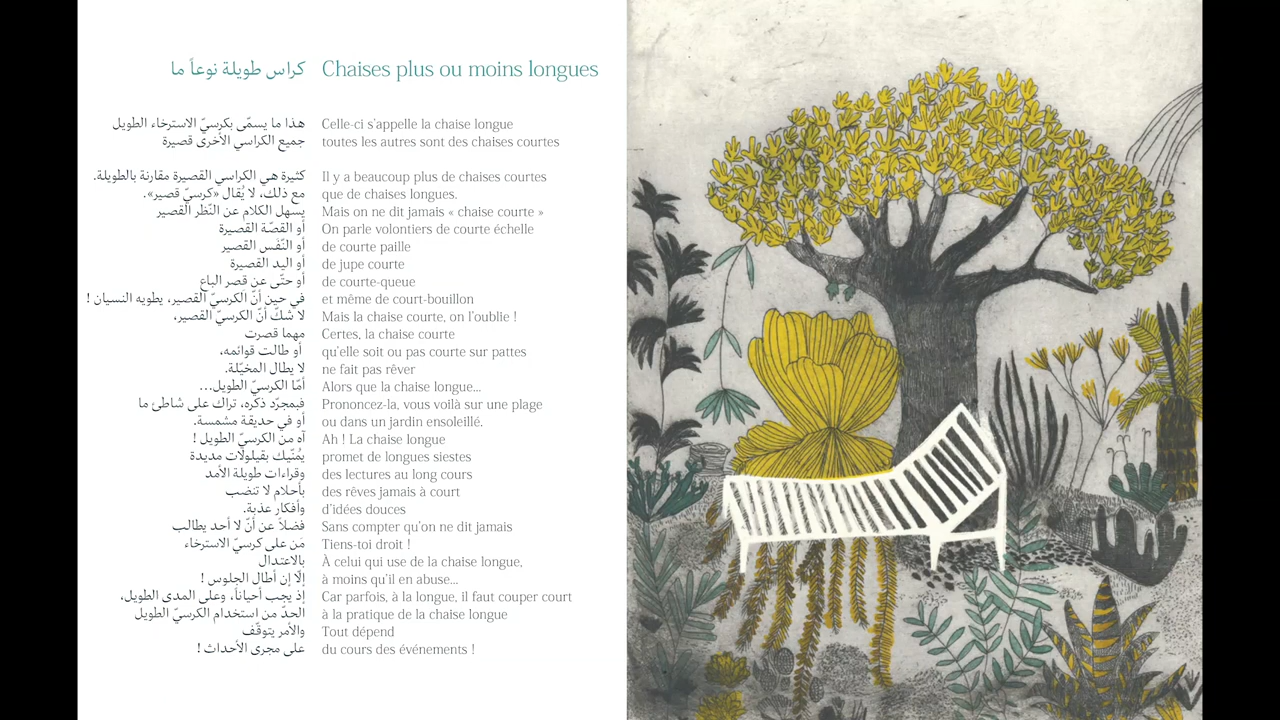 كراس طويلة نوعاً ما
هذا ما يسمّى بكرسيّ الاسترخاء الطويل
جميع الكراسي الأخرى قصيرة
كثيرة هي الكراسي القصيرة مقارنة بالطويلة.
مع ذلك، لا يُقال «كرسيّ قصير».
يسهل الكلام عن النّظر القصير
أو القصّة القصيرة
أو النّفَس القصير
أو اليد القصيرة
أو حتّى عن قصر الباع
في حين أنّ الكرسيّ القصير، يطويه النسيان !
لا شكّ أنّ الكرسيّ القصير،
مهما قصرت
أو طالت قوائمه،
لا يطال المخيّلة.
أمّا الكرسيّ الطويل...
فبمجرّد ذكره، تراك على شاطئ ما
أو في حديقة مشمسة.
آه من الكرسيّ الطويل !
يمُنّيك بقيلولات مديدة
وقراءات طويلة الأمد
بأحلام لا تنضب
وأفكار عذبة.
فضلاً عن أنّ لا أحد يطالب
مَن على كرسيّ الاسترخاء
بالاعتدال
إلّا إن أطال الجلوس !
إذ يجب أحياناً، وعلى المدى الطويل،
الحدّ من استخدام الكرسيّ الطويل
والأمر يتوقّف
على مجرى الأحداث !
Chaises plus ou moins longues
Celle-ci s'appelle la chaise longue
toutes les autres sont des chaises courtes
Il y a beaucoup plus de chaises courtes
que de chaises longues.
Mais on ne dit jamais « chaise courte »
On parle volontiers de courte échelle
de courte paille
de jupe courte
de courte-queue
et même de court-bouillon
Mais la chaise courte, on l'oublie !
Certes, la chaise courte
qu'elle soit ou pas courte sur pattes
ne fait pas rêver
Alors que la chaise longue...
Prononcez-la, vous voilà sur une plage
ou dans un jardin ensoleillé.
Ah ! La chaise longue
promet de longues siestes
des lectures au long cours
des rêves jamais à court
d'idées douces
Sans compter qu'on ne dit jamais
Tiens-toi droit !
À celui qui use de la chaise longue,
à moins qu'il en abuse...
Car parfois, à la longue, il faut couper court
à la pratique de la chaise longue
Tout dépend
du cours des événements !